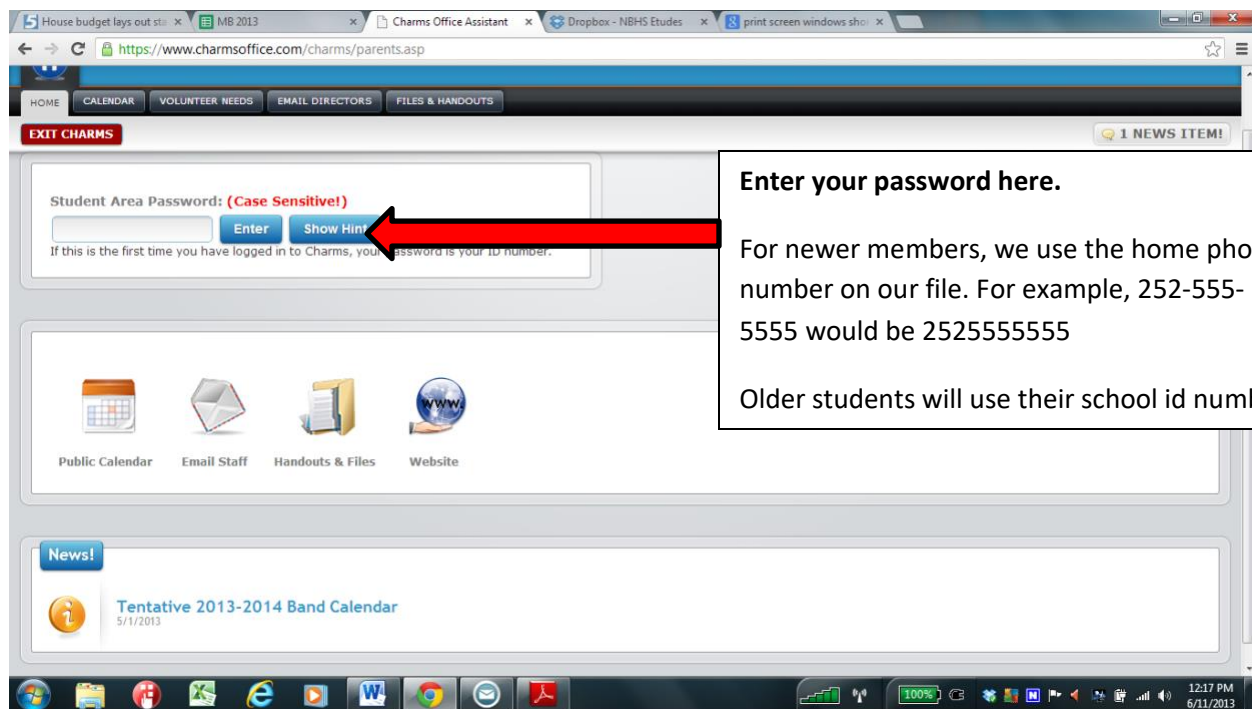 House budget lays out sta
MB 2013
Charms Office Assistant
Dropbox - NBHS Etudes
print screen windows sho
https://www.charmsoffice.com/charms/parents.asp
HOME CALENDAR VOLUNTEER NEEDS EMAIL DIRECTORS FILES & HANDOUTS
EXIT CHARMS
1 NEWS ITEM!
Student Area Password: (Case Sensitive!)
Enter Show Hint
If this is the first time you have logged in to Charms, your password is your ID number.
Enter your password here.
For newer members, we use the home pho
number on our file. For example, 252-555-
5555 would be 2525555555
Older students will use their school id num
Public Calendar Email Staff Handouts & Files Website
www.
News!
Tentative 2013-2014 Band Calendar
5/1/2013
100%
12:17 PM
6/11/2013